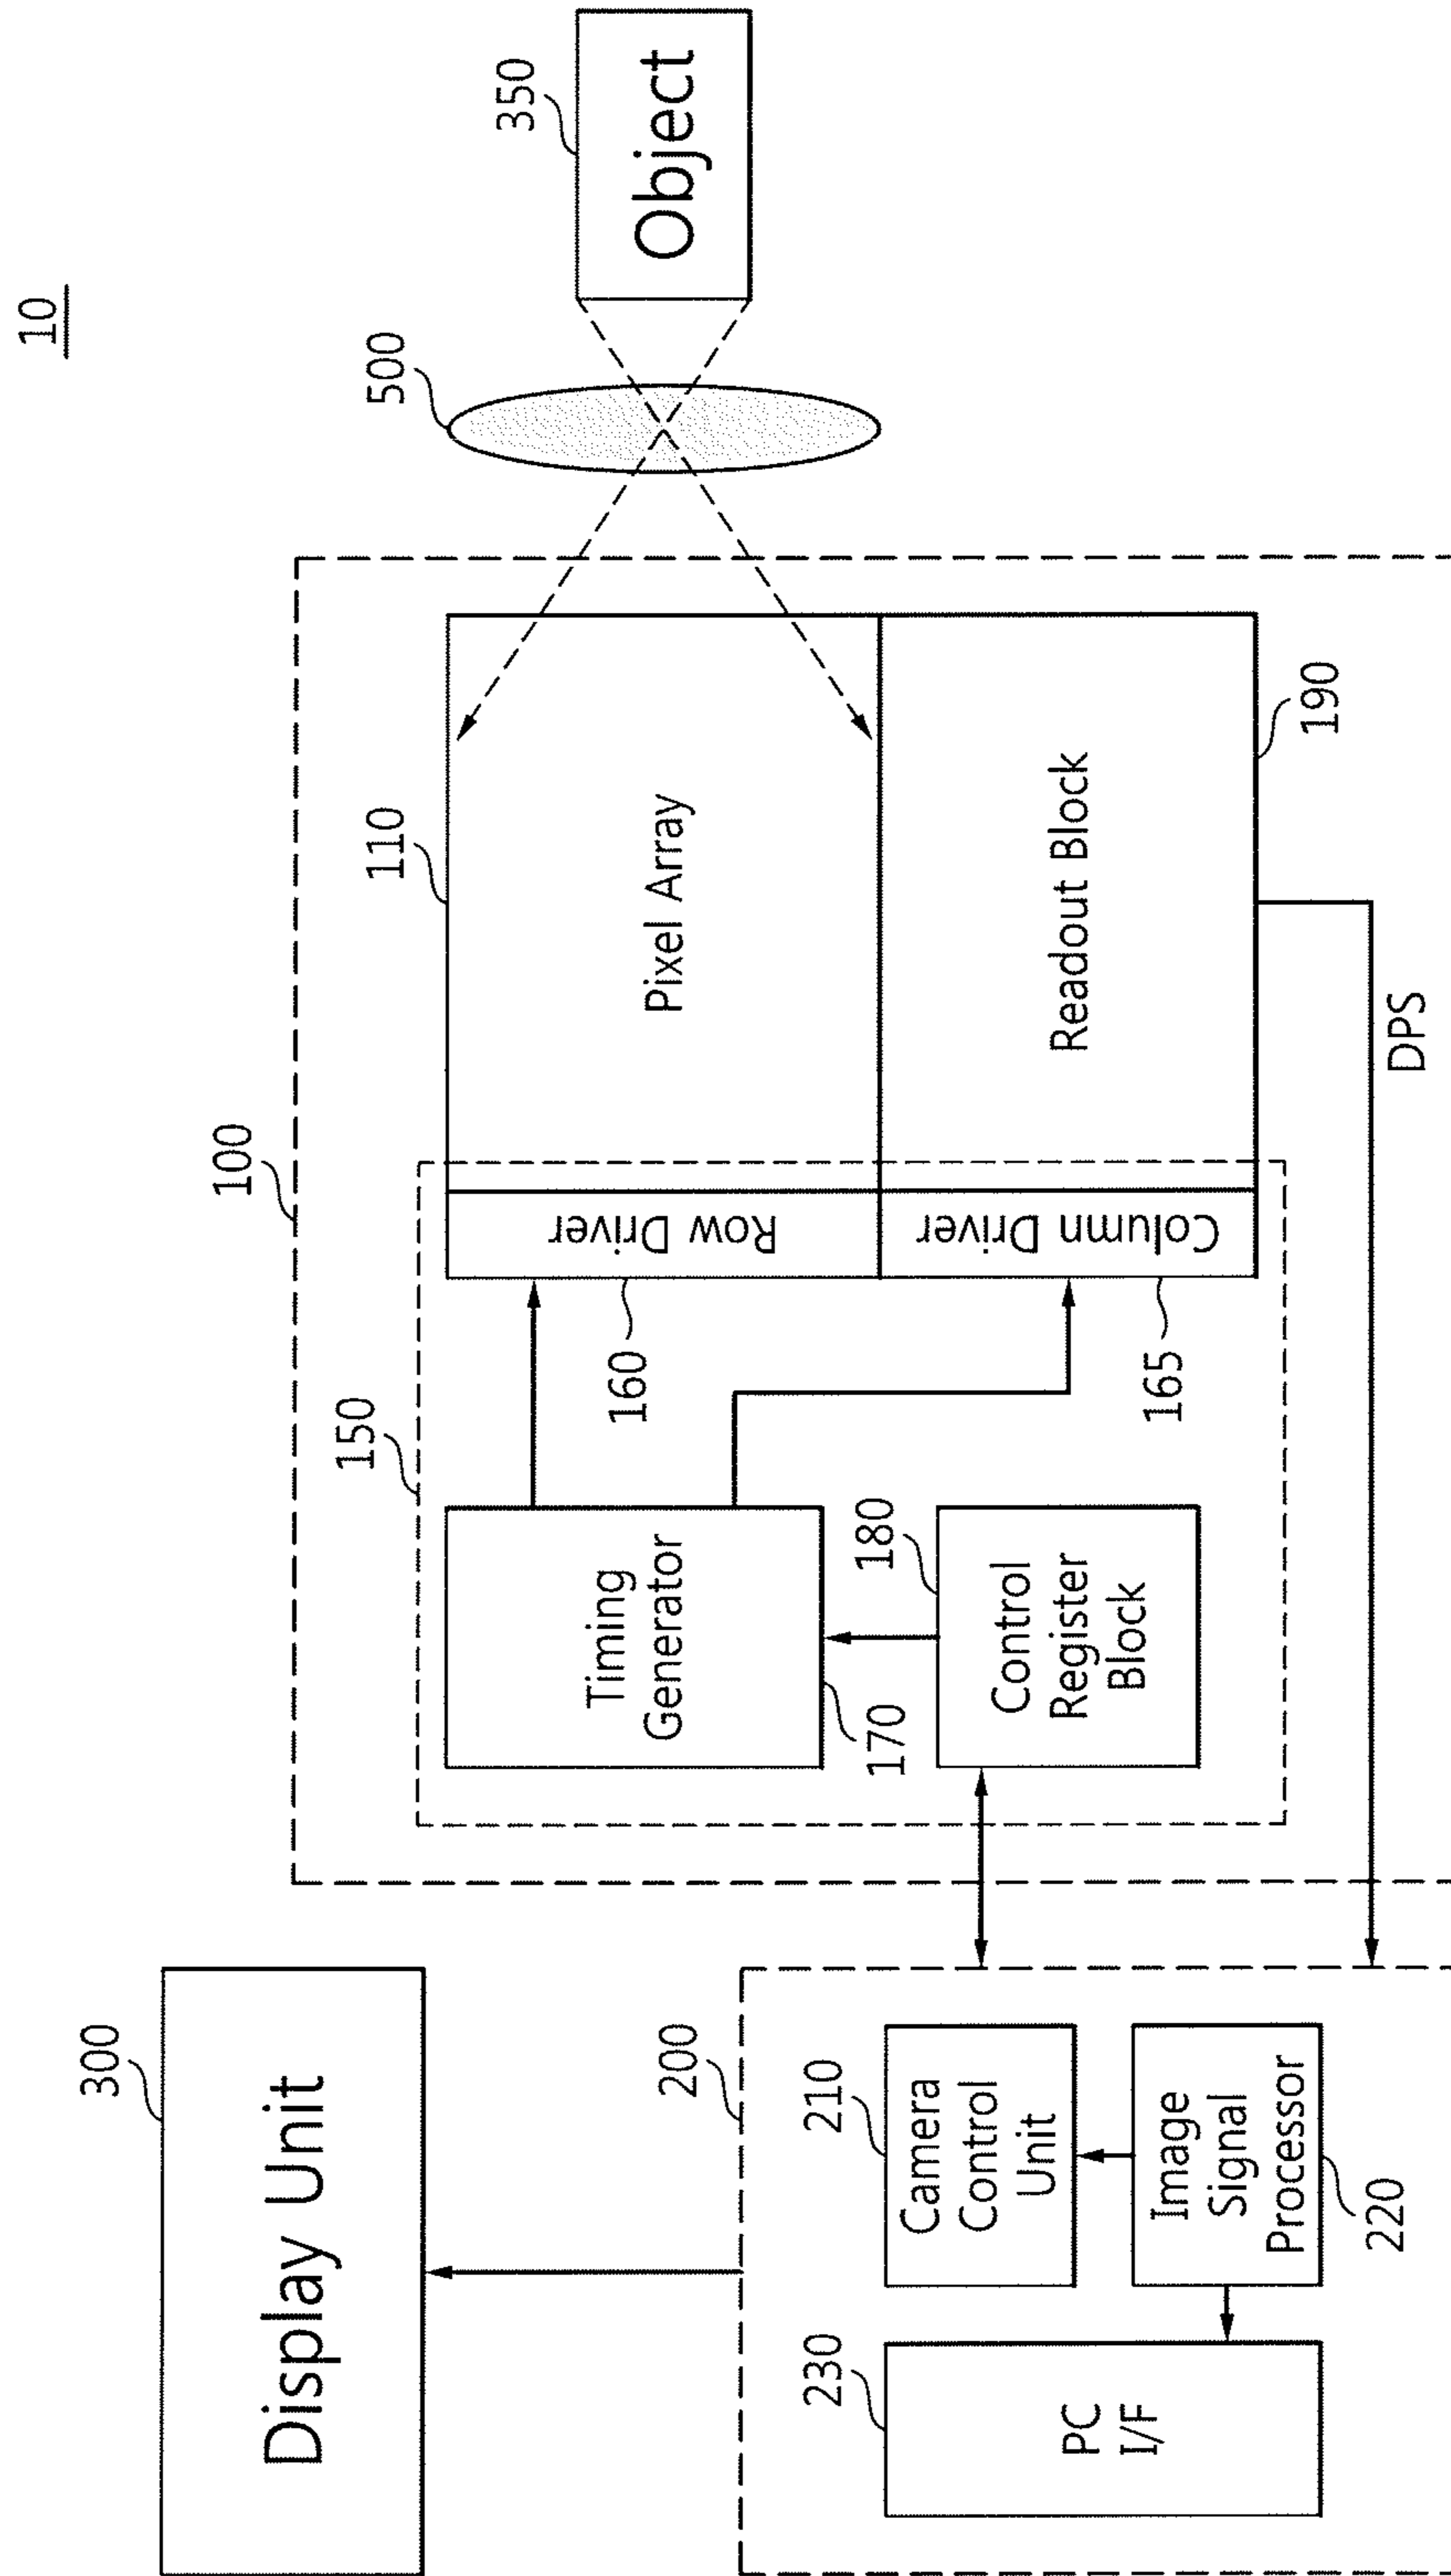 10
300
Display Unit
200
210
Camera
Control
Unit
Image
Signal
Processor
220
230
PC
I/F
100
150
Timing
Generator
170
180
Control
Register
Block
Row Driver
160
Column Driver
165
110
Pixel Array
Readout Block
190
DPS
500
350
Object